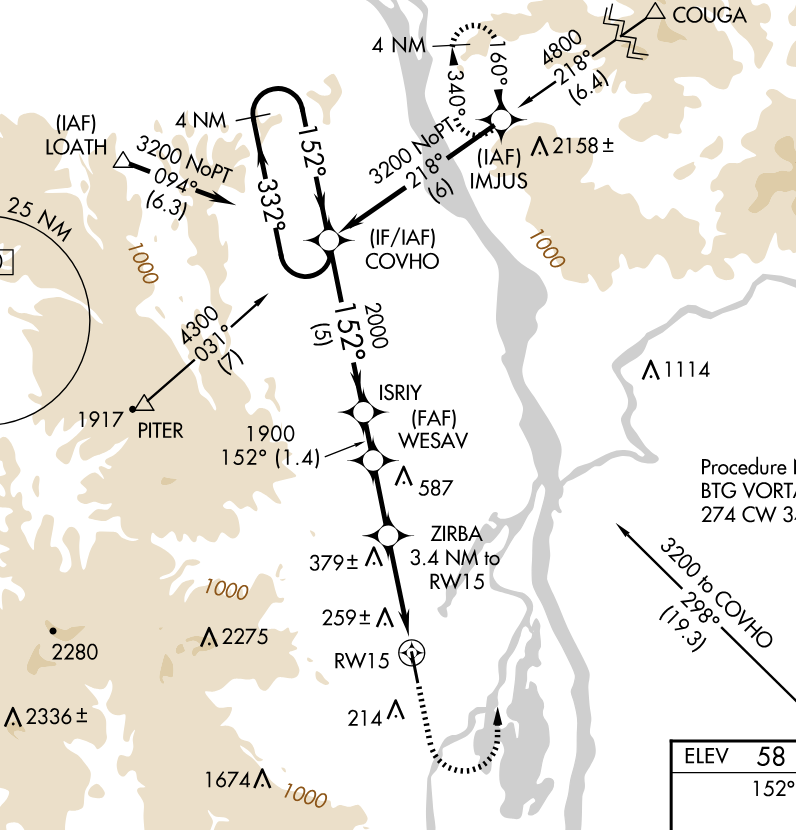 COUGA
4 NM
160°
340°
4800
218°
(6.4)
(IAF)
LOATH
4 NM
3200 NoPT
094°
(6.3)
152°
332°
3200 NoPT
218°
(6)
(IAF)
IMJUS
2158 ±
25 NM
1000
(IF/IAF)
COVHO
1000
4300
031°
(7)
2000
152°
(5)
1114
ISRIY
1917
PITER
(FAF)
WESAV
1900
152° (1.4)
587
Procedure
BTG VORT
274 CW 3
ZIRBA
3.4 NM to
RW15
379 ±
3200 to COVHO
298°
(19.3)
1000
259 ±
2280
2275
RW15
2336 ±
214
1674
1000
ELEV 58
152°